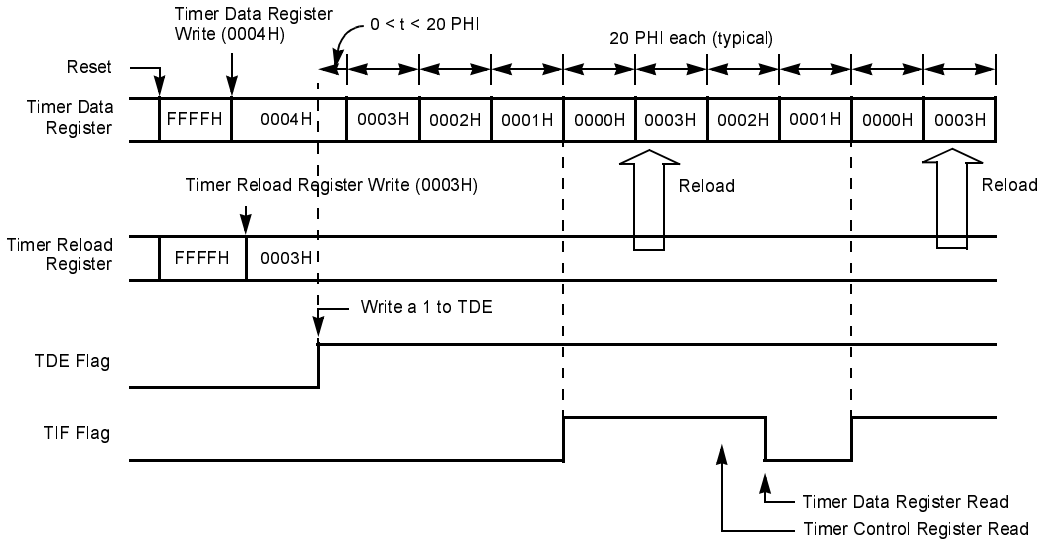 Timer Data Register
Write (0004H)
0 < t < 20 PHI
20 PHI each (typical)
Reset
Timer Data
Register
FFFFH 0004H 0003H 0002H 0001H 0000H 0003H 0002H 0001H 0000H 0003H
Timer Reload Register Write (0003H)
Reload
Reload
Timer Reload
Register
FFFFH 0003H
Write a 1 to TDE
TDE Flag
TIF Flag
Timer Data Register Read
Timer Control Register Read